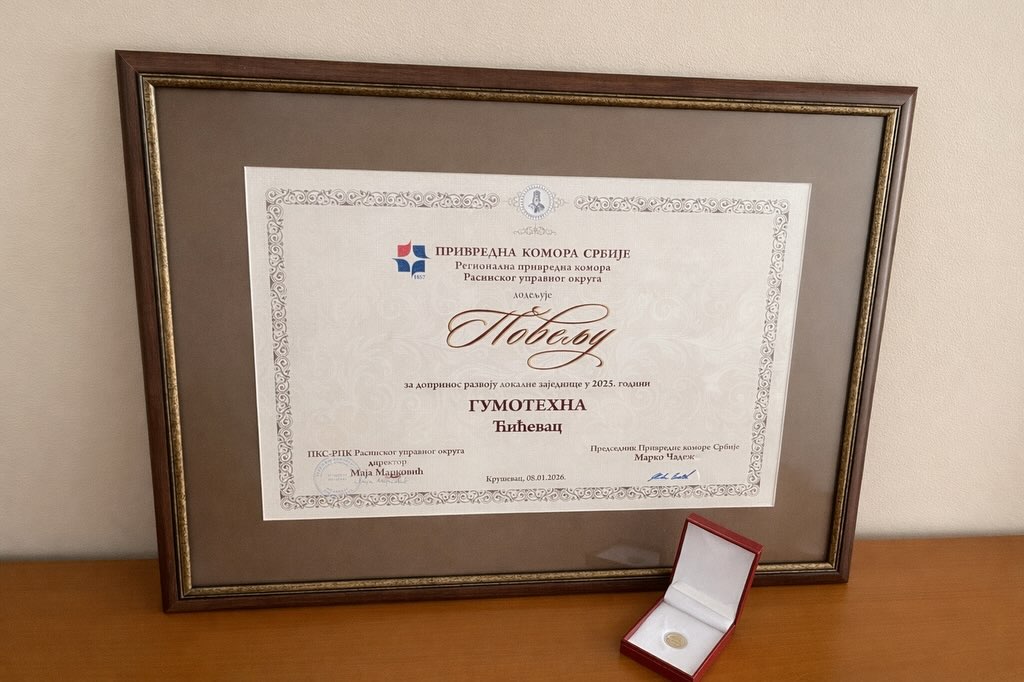 ПРИВРЕДНА КОМОРА СРБИЈЕ
1857
Регионална привредна комора
Расинског управног округа
додељује
Повељу
за допринос развоју локалне заједнице у 2025. години
ГУМОТЕХНА
Ћићевац
ПКС-РПК Расинског управног округа
директор
Маја Марковић
Председник Привредне коморе Србије
Марко Чадеж
Крушевац, 08.01.2026.